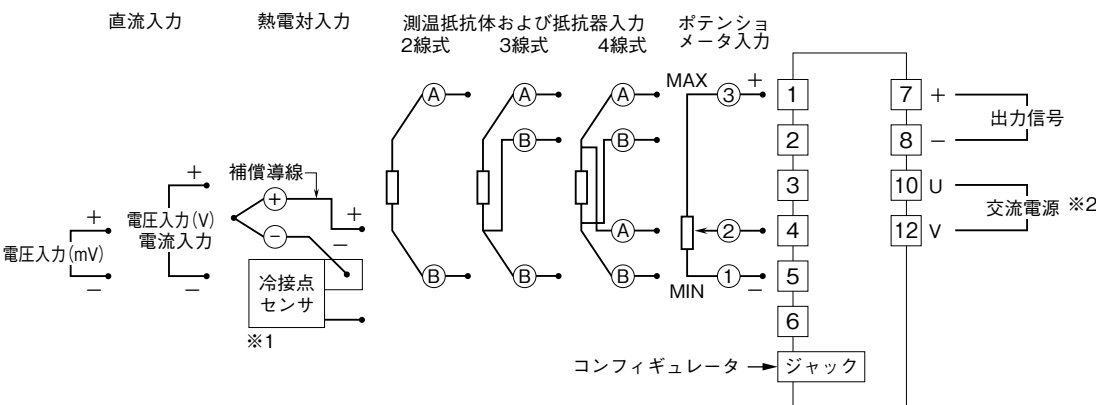 直流入力
熱電対入力
測温抵抗体および抵抗器入力
2線式
3線式
4線式
ポテンショ
メータ入力
電圧入力(mV)
+
−
電圧入力(V)
電流入力
+
−
補償導線
+
−
+
−
冷接点
センサ
※1
A
B
A
B
B
A
B
A
B
MAX
3
+
2
MIN
1
−
1
2
3
4
5
6
コンフィギュレータ
ジャック
7
+
8
−
出力信号
10
U
12
V
交流電源 ※2